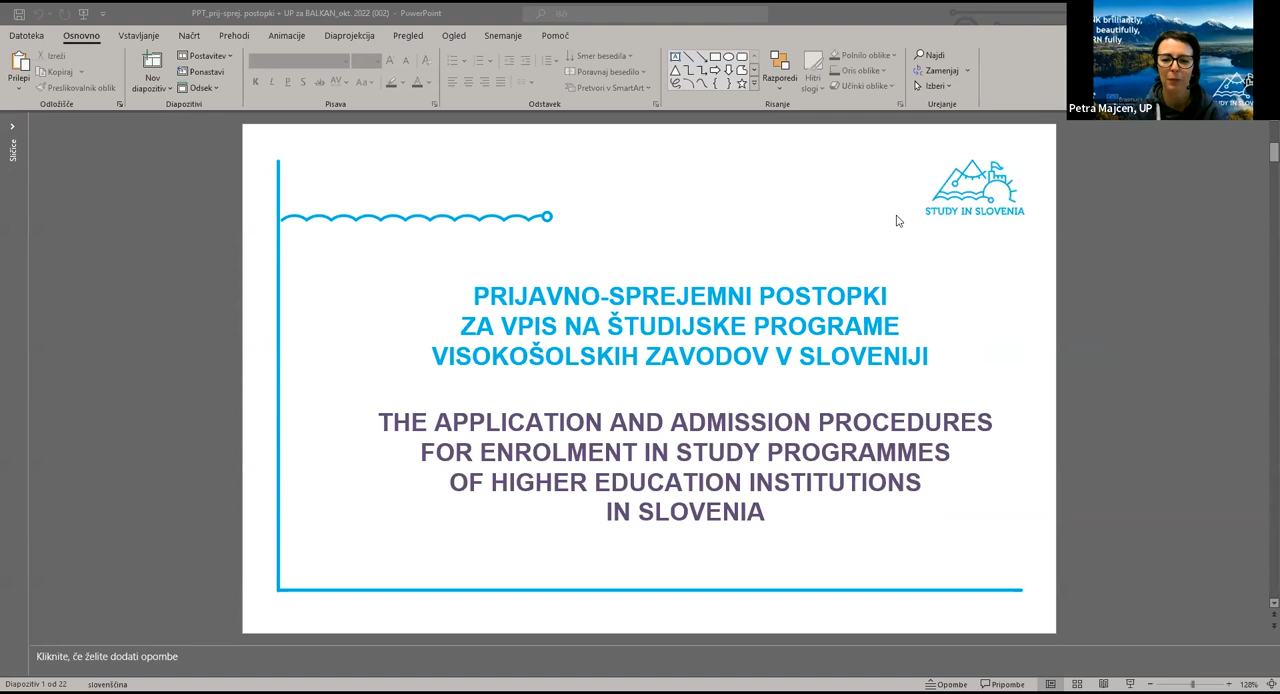 PPT_prij-sprej. postopki + UP za BALKAN_okt. 2022 (002) - PowerPoint
Datoteka Osnovno Vstavljanje Načrt Prehodi Animacije Diaprojekcija Pregled Ogled Snemanje Pomoč
Prilepi
Izreži
Kopiraj
Preslikovalnik oblik
Odložišče
Nov
diapozitiv
Postavitev
Ponastavi
Odsek
Diapozitivi
K L P S ab AV Aa A
Pisava
Smer besedila
Poravnaj besedilo
Pretvori v SmartArt
Odstavek
Razporedi
Hitri
slogi
Polnilo oblike
Oris oblike
Učinki oblike
Risanje
Najdi
Zamenjaj
Izberi
Urejanje
brilliantly,
beautifully,
fully
Petra Majcen, UP
Sličice
STUDY IN SLOVENIA
PRIJAVNO-SPREJEMNI POSTOPKI
ZA VPIS NA ŠTUDIJSKE PROGRAME
VISOKOŠOLSKIH ZAVODOV V SLOVENIJI
THE APPLICATION AND ADMISSION PROCEDURES
FOR ENROLMENT IN STUDY PROGRAMMES
OF HIGHER EDUCATION INSTITUTIONS
IN SLOVENIA
Kliknite, če želite dodati opombe
Diapozitiv 1 od 22 slovenščina Opombe Pripombe 128%